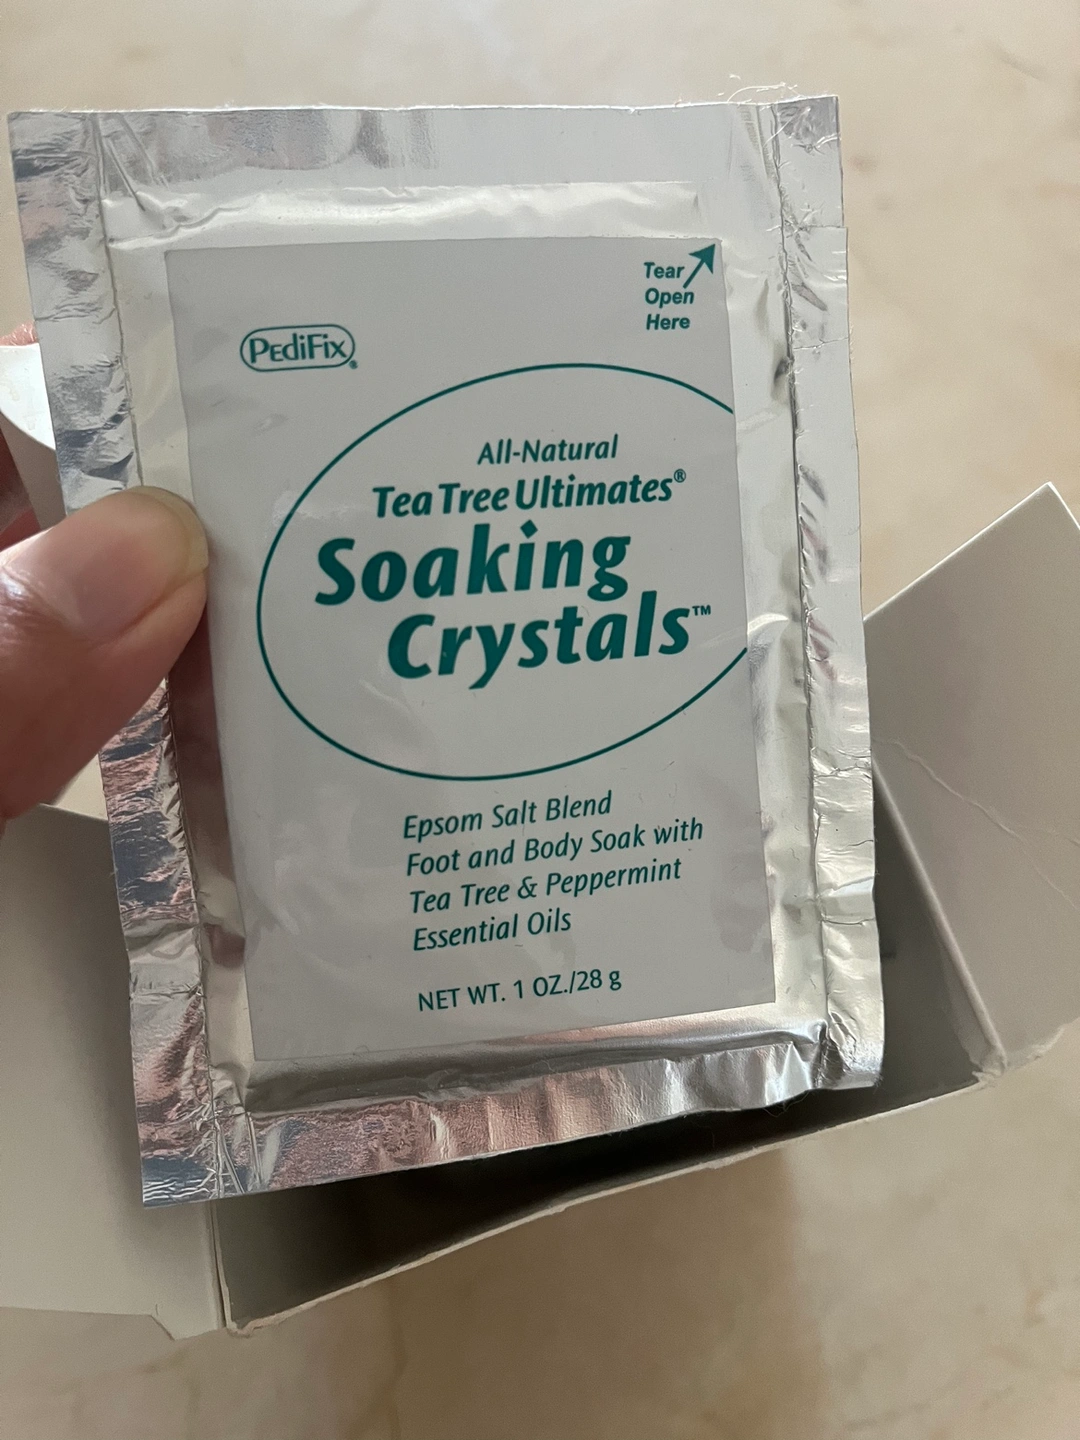 Tear
Open
Here
PediFix®
All-Natural
Tea Tree Ultimates®
Soaking
Crystals™
Epsom Salt Blend
Foot and Body Soak with
Tea Tree & Peppermint
Essential Oils
NET WT. 1 OZ./28 g